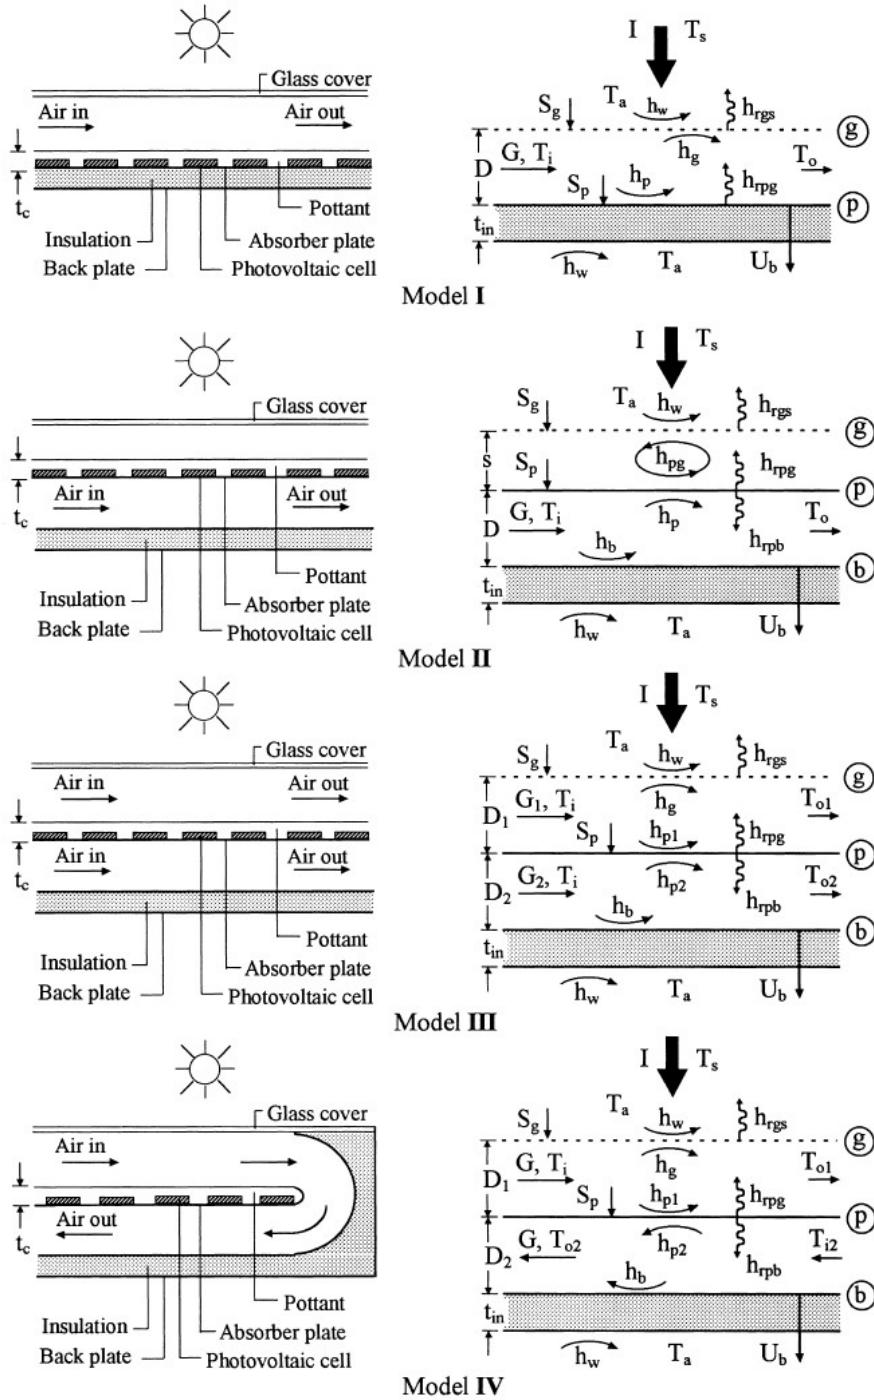 Glass cover
Air in Air out
t_c
Pottant
Insulation Absorber plate
Back plate Photovoltaic cell
I T_s
S_g T_a h_w h_rgs
g
h_g
D G, T_i T_o
S_p h_p h_rpg
p
t_in
h_w T_a U_b
Model I
Glass cover
t_c
Air in Air out
Pottant
Insulation Absorber plate
Back plate Photovoltaic cell
I T_s
S_g T_a h_w h_rgs
g
s S_p h_pg h_rpg
p
D G, T_i h_p T_o
h_b h_rpb
b
t_in
h_w T_a U_b
Model II
Glass cover
Air in Air out
t_c
Air in Air out
Pottant
Insulation Absorber plate
Back plate Photovoltaic cell
I T_s
S_g T_a h_w h_rgs
g
D_1 G_1, T_i h_g T_o1
S_p h_p1 h_rpg
p
D_2 G_2, T_i h_p2 T_o2
h_b h_rpb
b
t_in
h_w T_a U_b
Model III
Glass cover
Air in
Air out
t_c
Pottant
Insulation Absorber plate
Back plate Photovoltaic cell
I T_s
S_g T_a h_w h_rgs
g
D_1 G, T_i h_g T_o1
S_p h_p1 h_rpg
p
D_2 G, T_o2 h_p2 T_i2
h_b h_rpb
b
t_in
h_w T_a U_b
Model IV